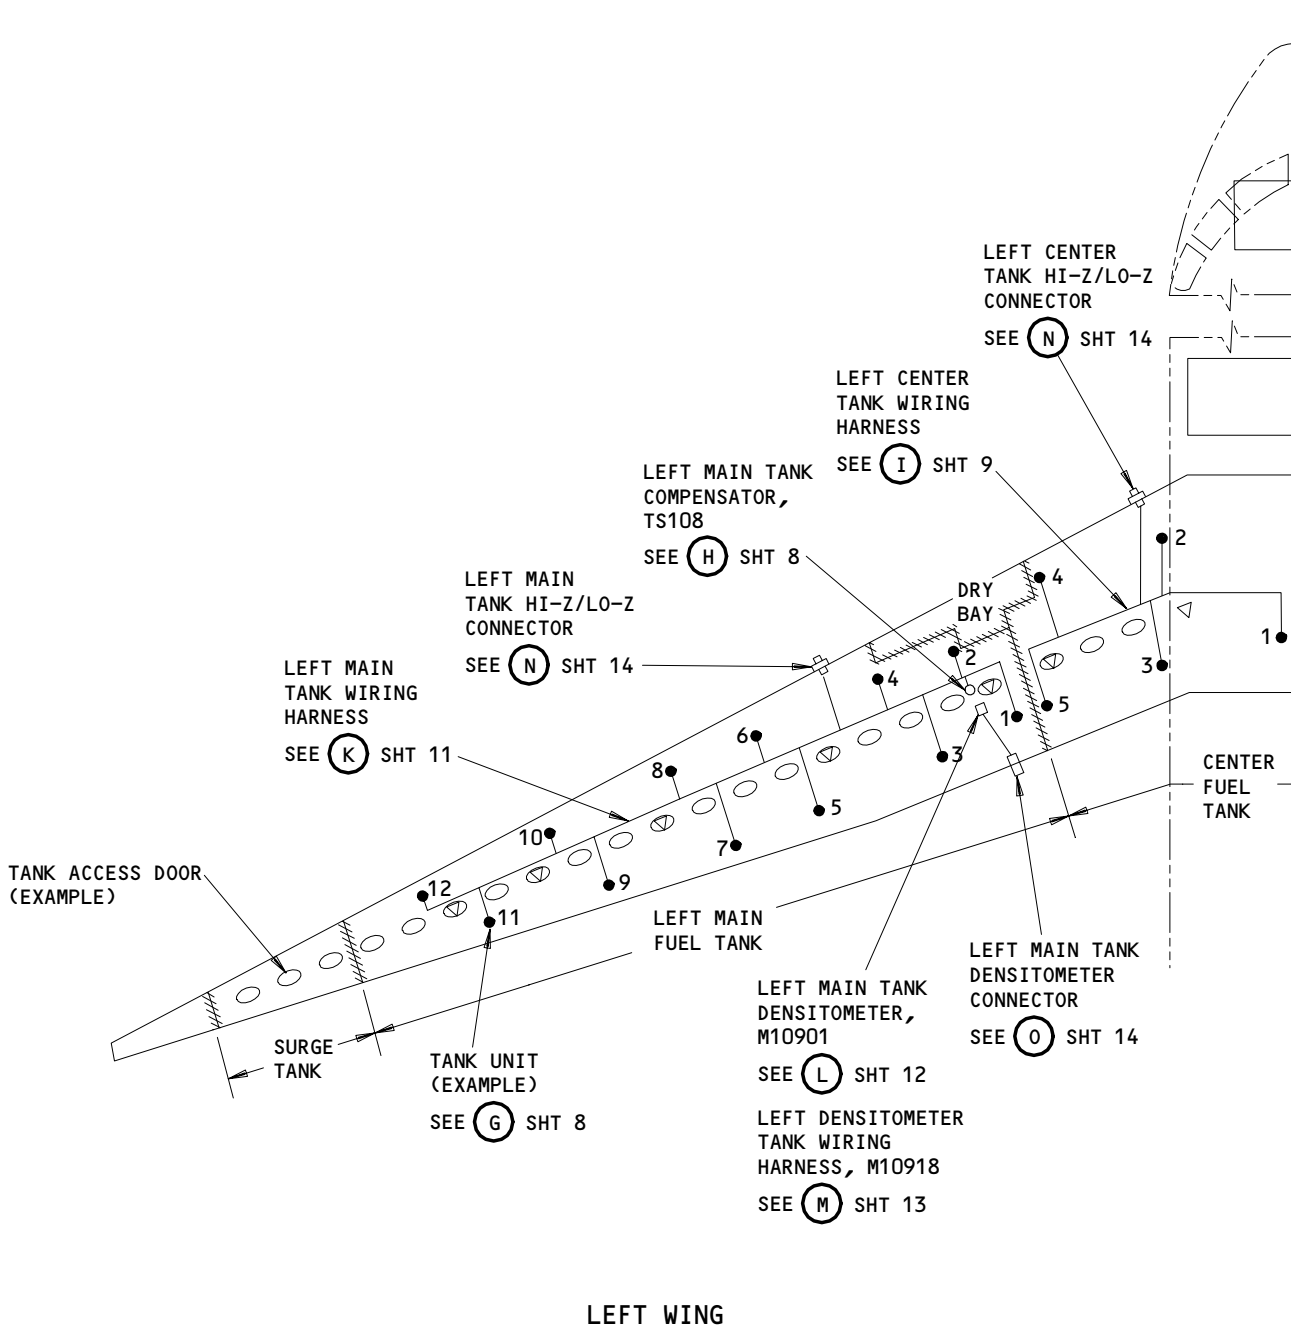 LEFT CENTER
TANK HI-Z/LO-Z
CONNECTOR
SEE N SHT 14
LEFT CENTER
TANK WIRING
HARNESS
SEE I SHT 9
LEFT MAIN TANK
COMPENSATOR,
TS108
SEE H SHT 8
LEFT MAIN
TANK HI-Z/LO-Z
CONNECTOR
SEE N SHT 14
LEFT MAIN
TANK WIRING
HARNESS
SEE K SHT 11
DRY
BAY
2
4
1
3
5
2
4
1
3
6
8
5
7
10
9
12
11
CENTER
FUEL
TANK
TANK ACCESS DOOR
(EXAMPLE)
LEFT MAIN
FUEL TANK
SURGE
TANK
TANK UNIT
(EXAMPLE)
SEE G SHT 8
LEFT MAIN TANK
DENSITOMETER
CONNECTOR
SEE O SHT 14
LEFT MAIN TANK
DENSITOMETER,
M10901
SEE L SHT 12
LEFT DENSITOMETER
TANK WIRING
HARNESS, M10918
SEE M SHT 13
LEFT WING